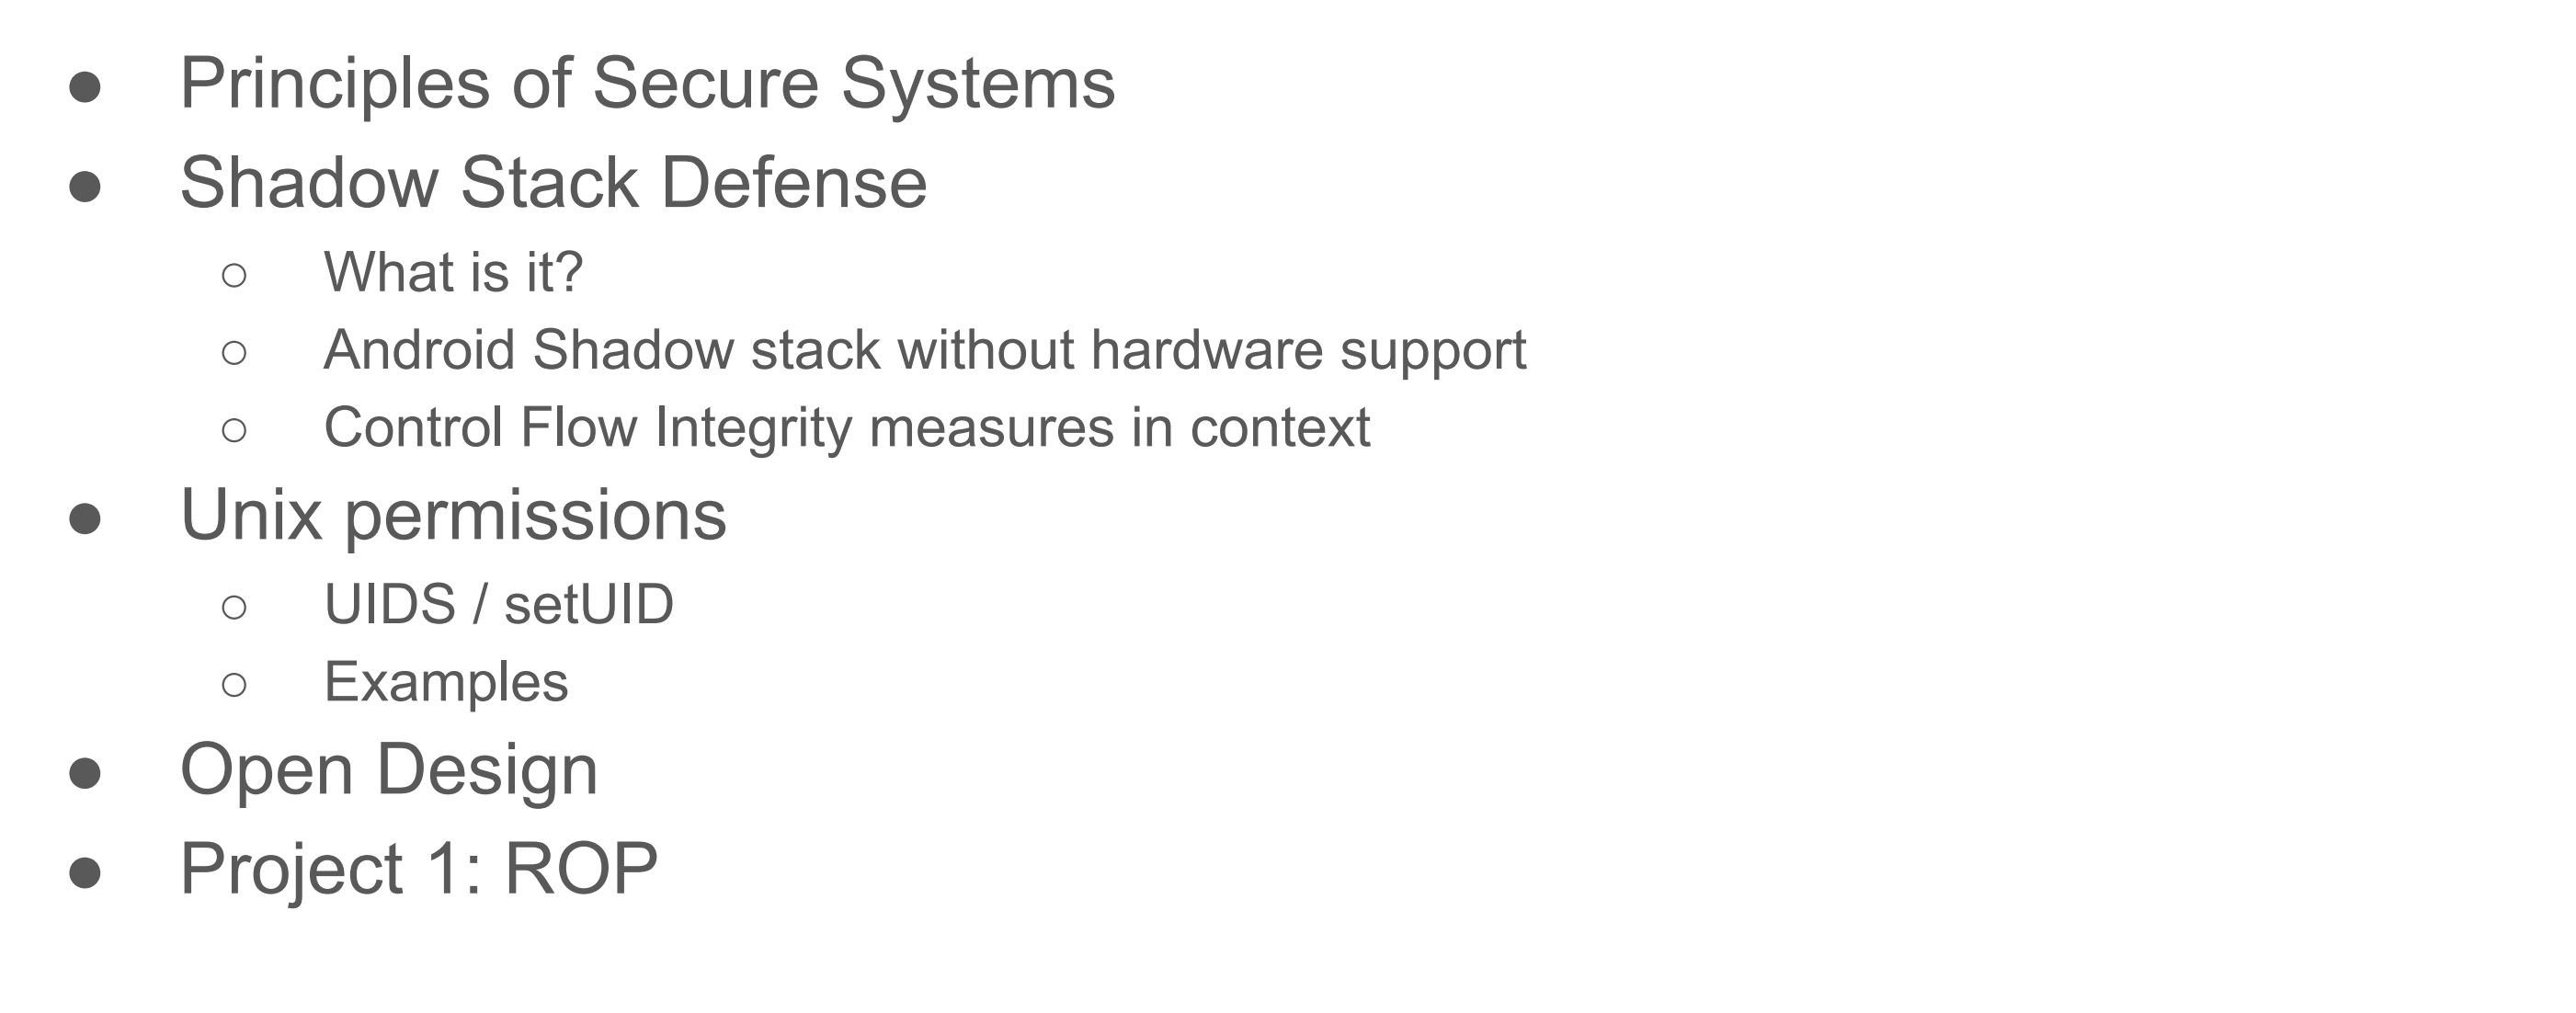 ● Principles of Secure Systems
● Shadow Stack Defense
○ What is it?
○ Android Shadow stack without hardware support
○ Control Flow Integrity measures in context
● Unix permissions
○ UIDS / setUID
○ Examples
● Open Design
● Project 1: ROP